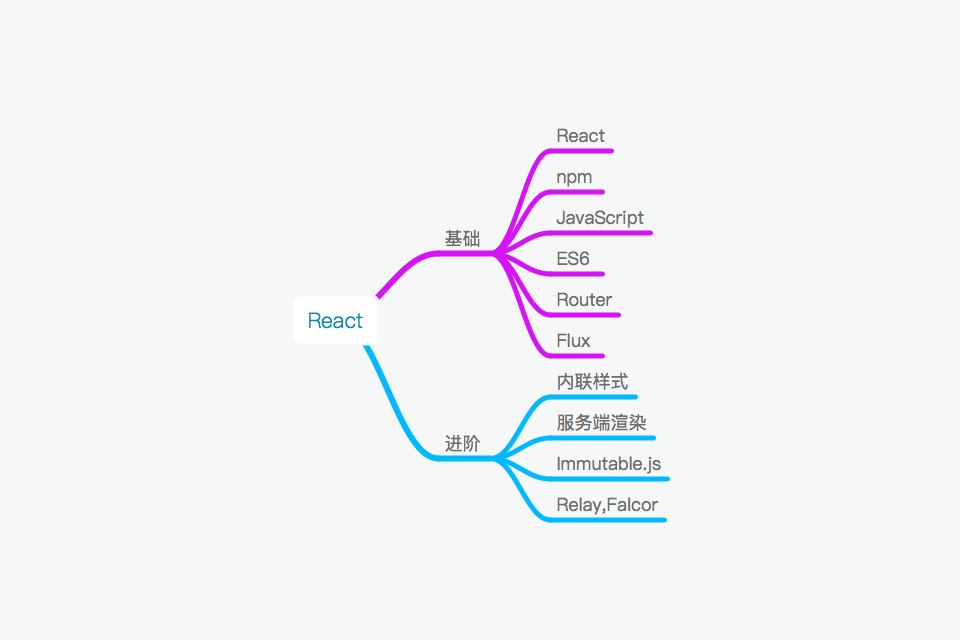 React
基础
React
npm
JavaScript
ES6
Router
Flux
进阶
内联样式
服务端渲染
Immutable.js
Relay,Falcor